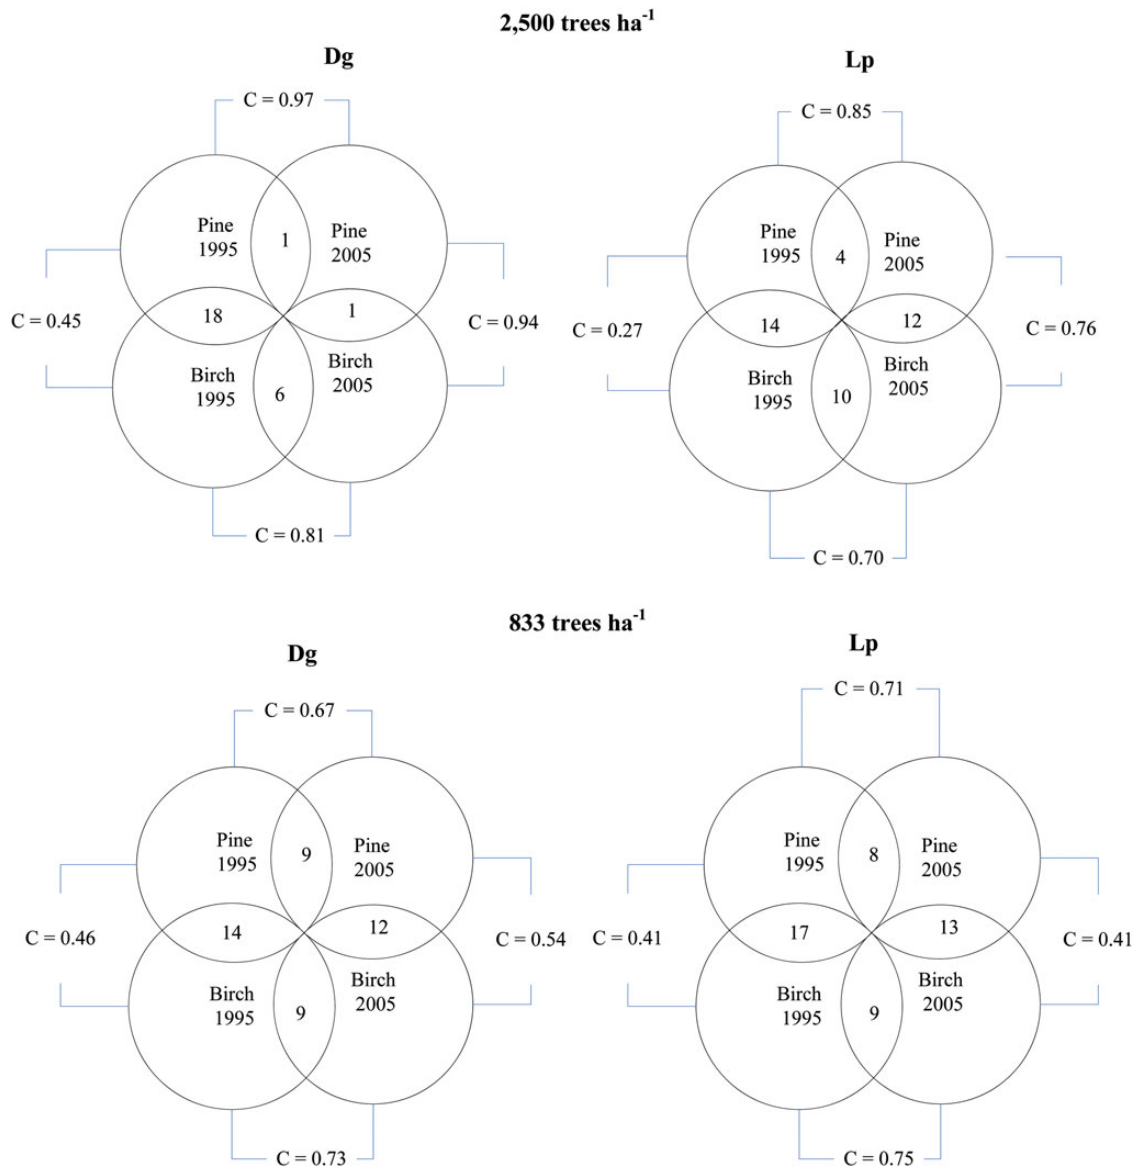 2,500 trees ha⁻¹
Dg
Lp
C = 0.97
C = 0.85
Pine
1995
1
Pine
2005
Pine
1995
4
Pine
2005
C = 0.45
18
1
C = 0.94
C = 0.27
14
12
C = 0.76
Birch
1995
6
Birch
2005
Birch
1995
10
Birch
2005
C = 0.81
C = 0.70
833 trees ha⁻¹
Dg
Lp
C = 0.67
C = 0.71
Pine
1995
9
Pine
2005
Pine
1995
8
Pine
2005
C = 0.46
14
12
C = 0.54
C = 0.41
17
13
C = 0.41
Birch
1995
9
Birch
2005
Birch
1995
9
Birch
2005
C = 0.73
C = 0.75